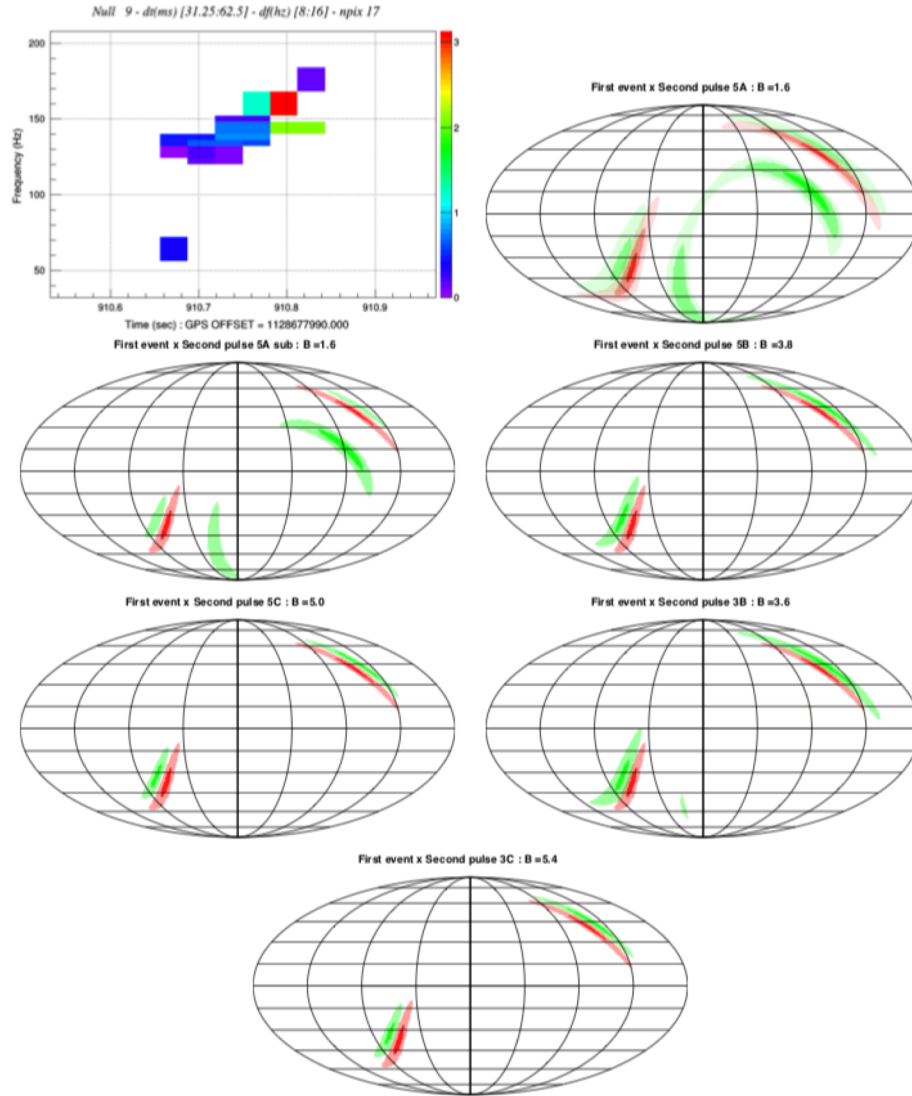 Null 9 - dt(ms) [31.25:62.5] - df(hz) [8:16] - npix 17
200
150
100
50
Frequency (Hz)
3
2
1
0
910.6 910.7 910.8 910.9
Time (sec) : GPS OFFSET = 1128677990.000
First event x Second pulse 5A : B =1.6
First event x Second pulse 5A sub : B =1.6
First event x Second pulse 5B : B =3.8
First event x Second pulse 5C : B =5.0
First event x Second pulse 3B : B =3.6
First event x Second pulse 3C : B =5.4